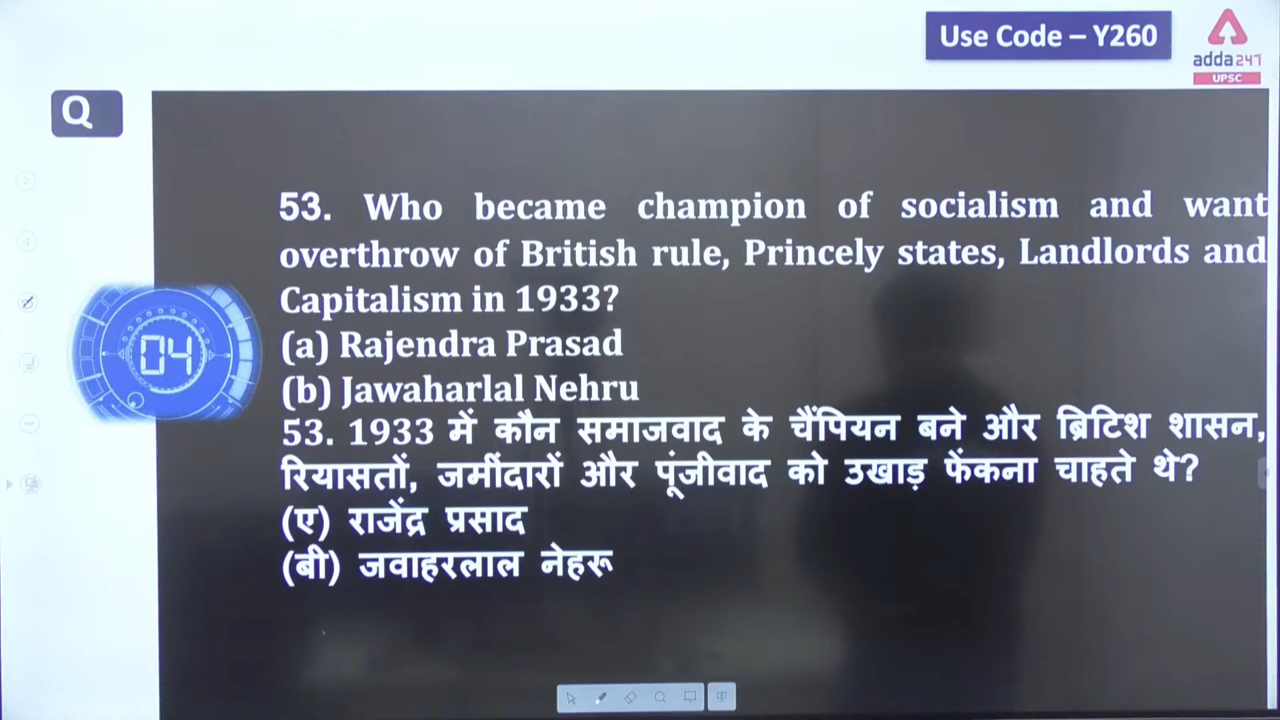 Use Code – Y260
adda247
UPSC
Q
53. Who became champion of socialism and want
overthrow of British rule, Princely states, Landlords and
Capitalism in 1933?
(a) Rajendra Prasad
(b) Jawaharlal Nehru
53. 1933 में कौन समाजवाद के चैंपियन बने और ब्रिटिश शासन,
रियासतों, जमींदारों और पूंजीवाद को उखाड़ फेंकना चाहते थे?
(ए) राजेंद्र प्रसाद
(बी) जवाहरलाल नेहरू
04